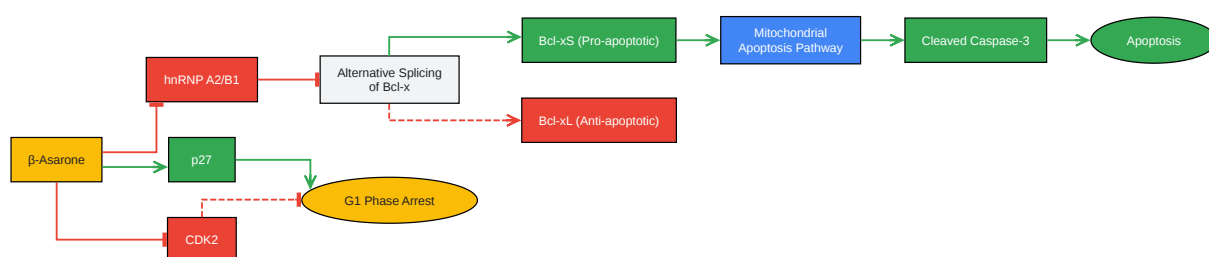 Bcl-xS (Pro-apoptotic)
Mitochondrial
Apoptosis Pathway
Cleaved Caspase-3
Apoptosis
hnRNP A2/B1
Alternative Splicing
of Bcl-x
Bcl-xL (Anti-apoptotic)
β-Asarone
p27
G1 Phase Arrest
CDK2